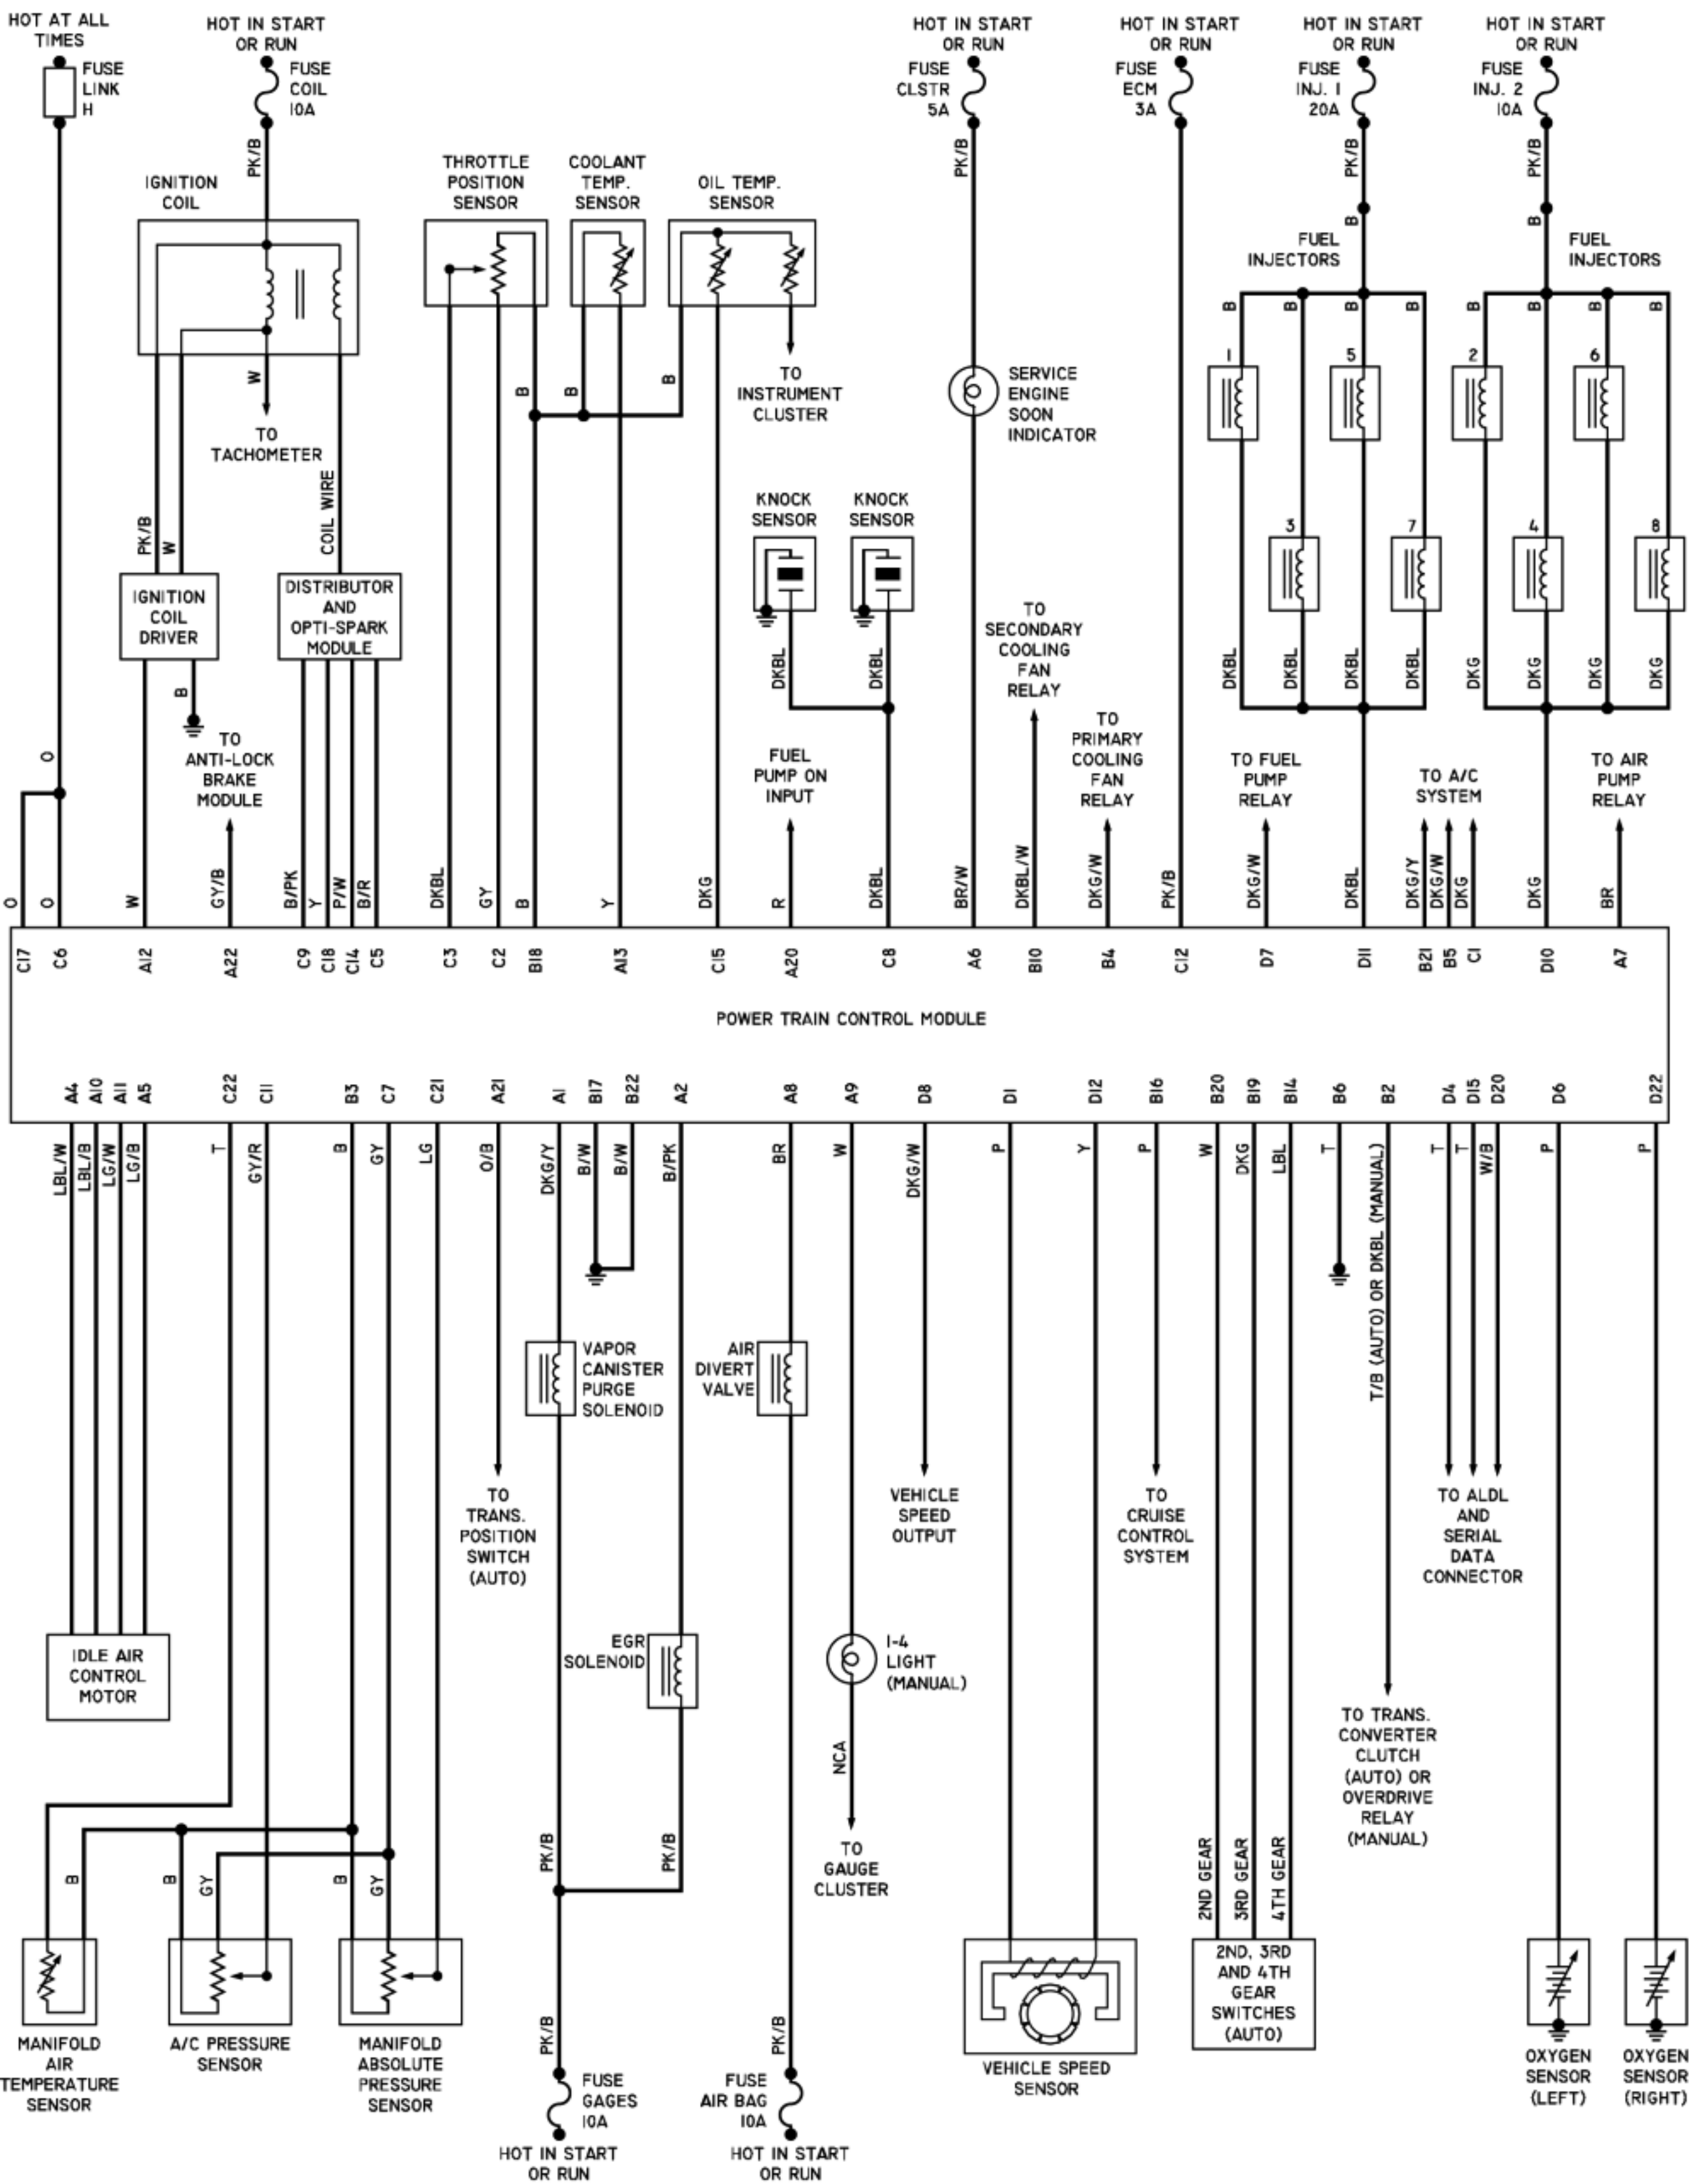 HOT AT ALL
TIMES
FUSE
LINK
H
HOT IN START
OR RUN
FUSE
COIL
10A
PK/B
HOT IN START
OR RUN
FUSE
CLSTR
5A
PK/B
HOT IN START
OR RUN
FUSE
ECM
3A
HOT IN START
OR RUN
FUSE
INJ. 1
20A
PK/B
B
HOT IN START
OR RUN
FUSE
INJ. 2
10A
PK/B
B
IGNITION
COIL
THROTTLE
POSITION
SENSOR
COOLANT
TEMP.
SENSOR
OIL TEMP.
SENSOR
FUEL
INJECTORS
FUEL
INJECTORS
B
B
B
B
B
B
B
B
1
5
2
6
3
7
4
8
W
TO
TACHOMETER
COIL WIRE
PK/B
W
B
B
B
TO
INSTRUMENT
CLUSTER
SERVICE
ENGINE
SOON
INDICATOR
KNOCK
SENSOR
KNOCK
SENSOR
IGNITION
COIL
DRIVER
DISTRIBUTOR
AND
OPTI-SPARK
MODULE
B
DKBL
DKBL
TO
SECONDARY
COOLING
FAN
RELAY
DKBL
DKBL
DKBL
DKBL
DKG
DKG
DKG
DKG
TO
ANTI-LOCK
BRAKE
MODULE
FUEL
PUMP ON
INPUT
TO
PRIMARY
COOLING
FAN
RELAY
TO FUEL
PUMP
RELAY
TO A/C
SYSTEM
TO AIR
PUMP
RELAY
O
O
O
W
GY/B
B/PK
Y
P/W
B/R
DKBL
GY
B
Y
DKG
R
DKBL
BR/W
DKBL/W
DKG/W
PK/B
DKG/W
DKBL
DKG/Y
DKG/W
DKG
DKG
BR
C17
C6
A12
A22
C9
C18
C14
C5
C3
C2
B18
A13
C15
A20
C8
A6
B10
B4
C12
D7
D11
B21
B5
C1
D10
A7
POWER TRAIN CONTROL MODULE
A4
A10
A11
A5
C22
C11
B3
C7
C21
A21
A1
B17
B22
A2
A8
A9
D8
D1
D12
B16
B20
B19
B14
B6
B2
D4
D15
D20
D6
D22
LBL/W
LBL/B
LG/W
LG/B
T
GY/R
B
GY
LG
O/B
DKG/Y
B/W
B/W
B/PK
BR
W
DKG/W
P
Y
P
W
DKG
LBL
T
T/B (AUTO) OR DKBL (MANUAL)
T
T
W/B
P
P
VAPOR
CANISTER
PURGE
SOLENOID
AIR
DIVERT
VALVE
TO
TRANS.
POSITION
SWITCH
(AUTO)
VEHICLE
SPEED
OUTPUT
TO
CRUISE
CONTROL
SYSTEM
TO ALDL
AND
SERIAL
DATA
CONNECTOR
IDLE AIR
CONTROL
MOTOR
EGR
SOLENOID
1-4
LIGHT
(MANUAL)
NCA
TO
GAUGE
CLUSTER
TO TRANS.
CONVERTER
CLUTCH
(AUTO) OR
OVERDRIVE
RELAY
(MANUAL)
B
B
GY
B
GY
PK/B
PK/B
2ND GEAR
3RD GEAR
4TH GEAR
2ND, 3RD
AND 4TH
GEAR
SWITCHES
(AUTO)
MANIFOLD
AIR
TEMPERATURE
SENSOR
A/C PRESSURE
SENSOR
MANIFOLD
ABSOLUTE
PRESSURE
SENSOR
PK/B
FUSE
GAGES
10A
HOT IN START
OR RUN
PK/B
FUSE
AIR BAG
10A
HOT IN START
OR RUN
VEHICLE SPEED
SENSOR
OXYGEN
SENSOR
(LEFT)
OXYGEN
SENSOR
(RIGHT)